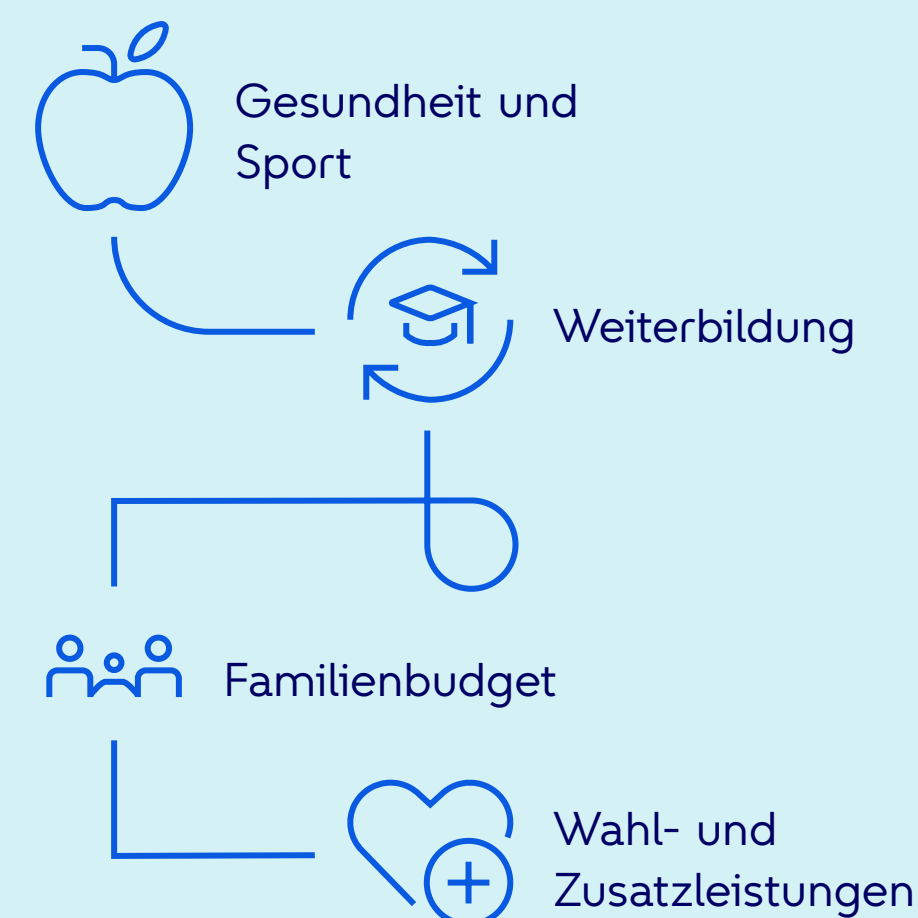 Gesundheit und
Sport
Weiterbildung
Familienbudget
Wahl- und
Zusatzleistungen